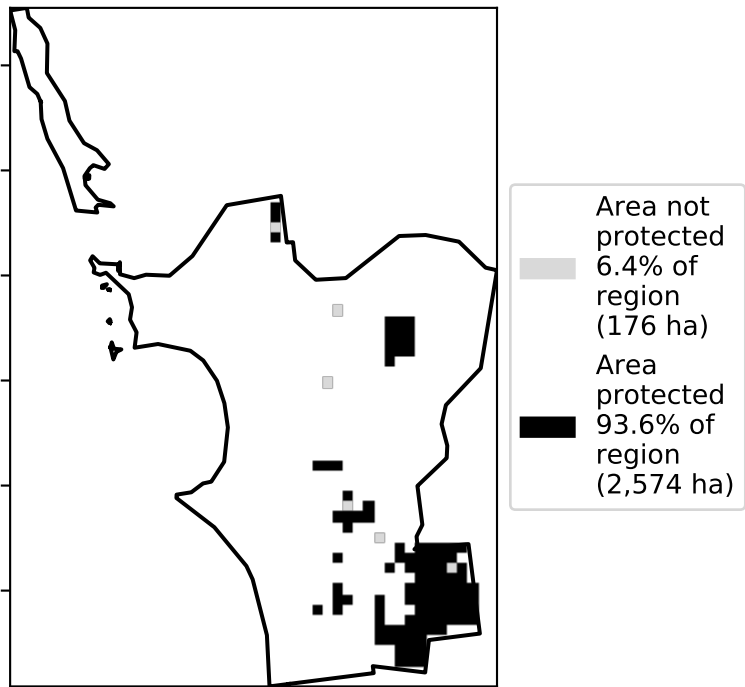 Area not
protected
6.4% of
region
(176 ha)
Area
protected
93.6% of
region
(2,574 ha)